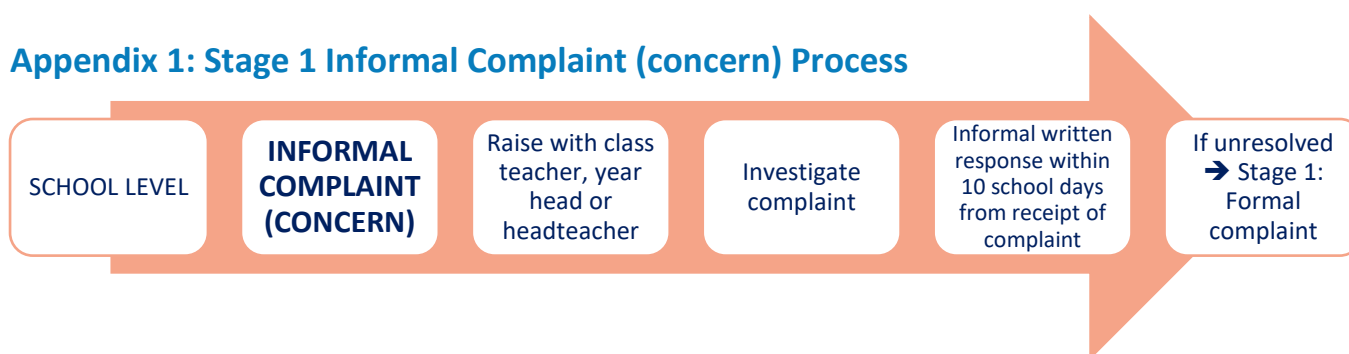 Appendix 1: Stage 1 Informal Complaint (concern) Process
SCHOOL LEVEL
INFORMAL
COMPLAINT
(CONCERN)
Raise with class
teacher, year
head or
headteacher
Investigate
complaint
Informal written
response within
10 school days
from receipt of
complaint
If unresolved
➔ Stage 1:
Formal
complaint